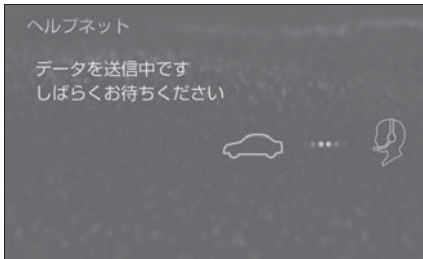 ヘルプネット
データを送信中です
しばらくお待ちください